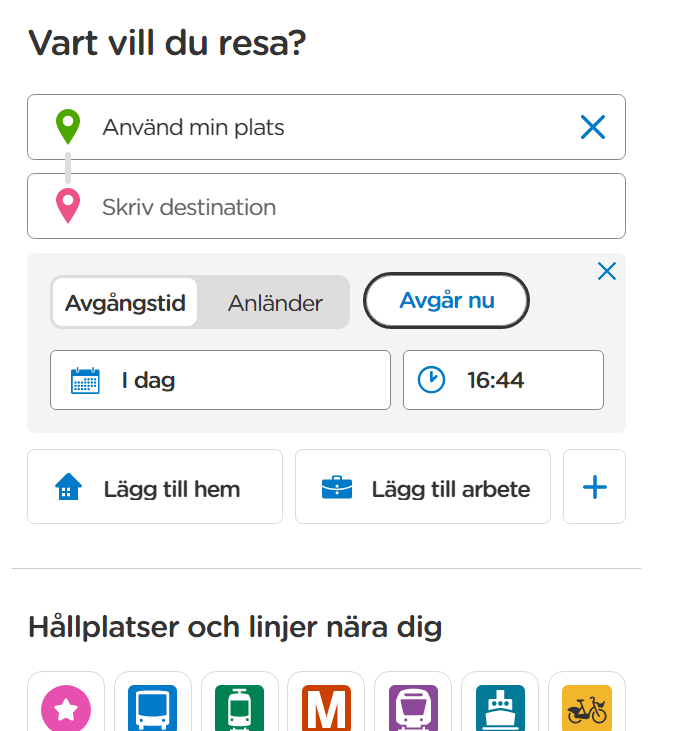 Vart vill du resa?
Använd min plats
Skriv destination
Avgångstid Anländer Avgår nu
I dag 16:44
Lägg till hem Lägg till arbete
Hållplatser och linjer nära dig
M